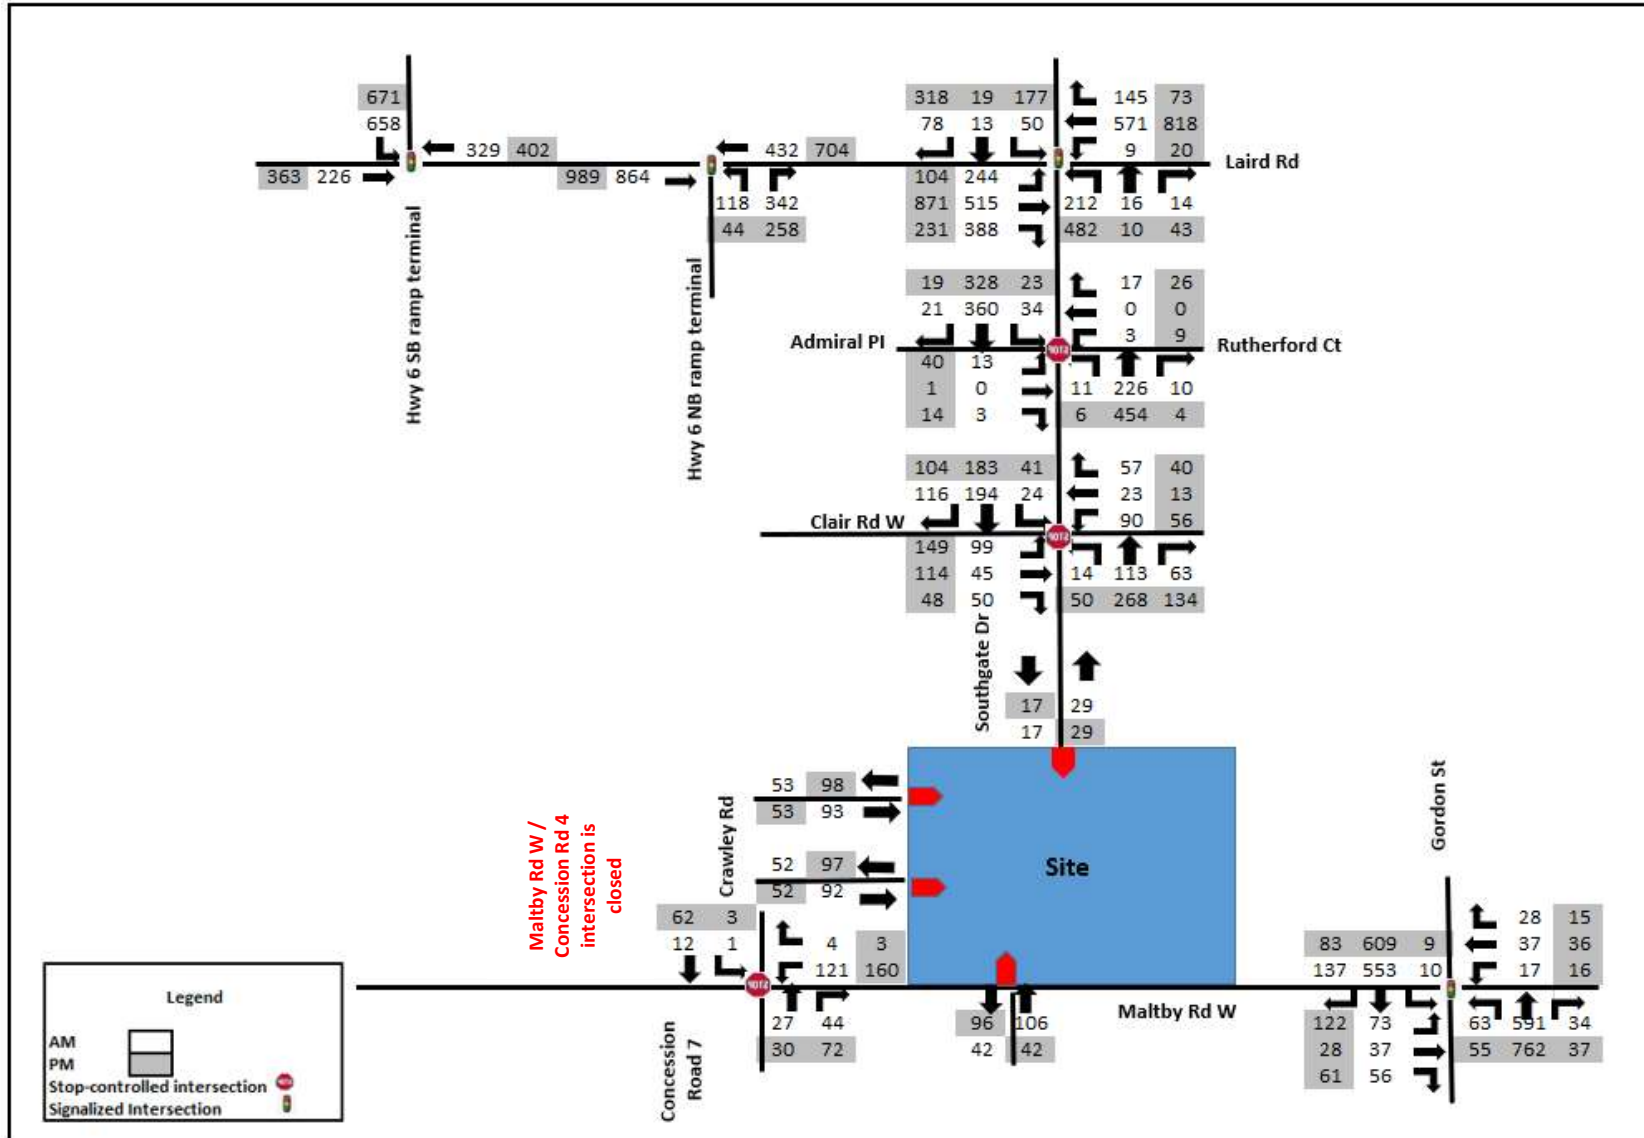 671
658
329 402
363 226
989 864
432 704
118 342
44 258
Hwy 6 SB ramp terminal
Hwy 6 NB ramp terminal
318 19 177
78 13 50
145 73
571 818
9 20
Laird Rd
104 244
871 515
231 388
212 16 14
482 10 43
19 328 23
21 360 34
17 26
0 0
3 9
Admiral Pl
Rutherford Ct
40 13
1 0
14 3
11 226 10
6 454 4
104 183 41
116 194 24
57 40
23 13
90 56
Clair Rd W
149 99
114 45
48 50
14 113 63
50 268 134
Southgate Dr
17 29
17 29
53 98
53 93
52 97
52 92
Crawley Rd
Maltby Rd W /
Concession Rd 4
intersection is
closed
Site
Gordon St
62 3
12 1
4 3
121 160
27 44
30 72
Concession
Road 7
96 106
42 42
Maltby Rd W
83 609 9
137 553 10
28 15
37 36
17 16
122 73
28 37
61 56
63 591 34
55 762 37
Legend
AM
PM
Stop-controlled intersection
Signalized Intersection